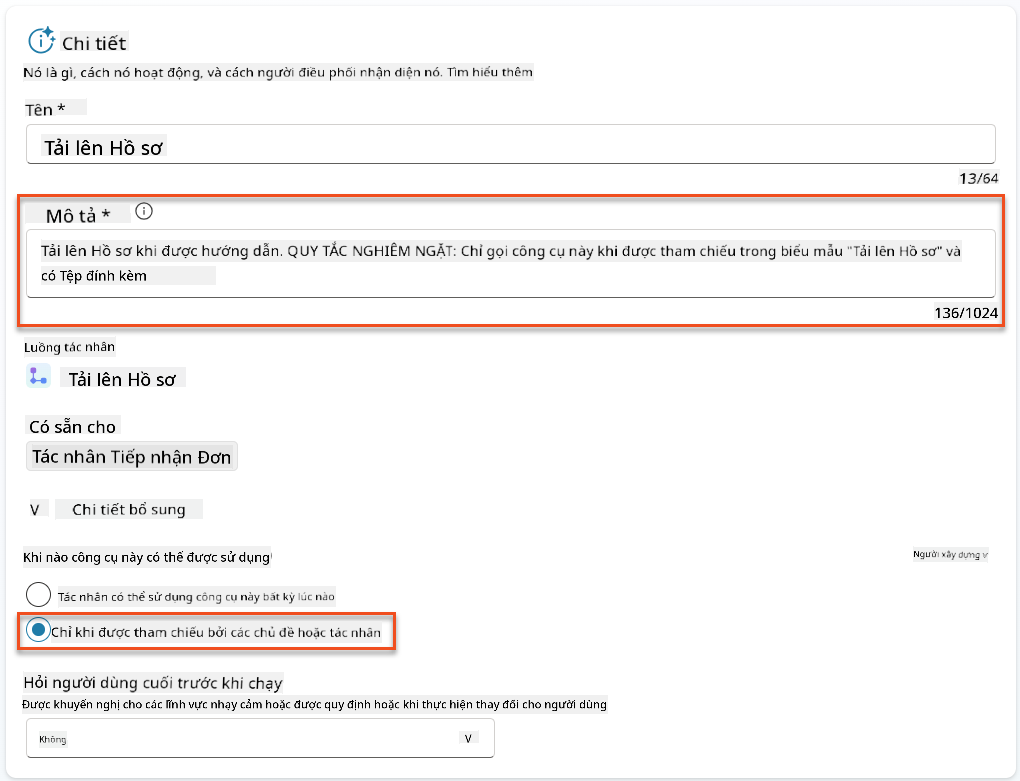 Chi tiết
Nó là gì, cách nó hoạt động, và cách người điều phối nhận diện nó. Tìm hiểu thêm
Tên *
Tải lên Hồ sơ
13/64
Mô tả *
Tải lên Hồ sơ khi được hướng dẫn. QUY TẮC NGHIÊM NGẶT: Chỉ gọi công cụ này khi được tham chiếu trong biểu mẫu "Tải lên Hồ sơ" và
có Tệp đính kèm
136/1024
Luồng tác nhân
Tải lên Hồ sơ
Có sẵn cho
Tác nhân Tiếp nhận Đơn
V Chi tiết bổ sung
Khi nào công cụ này có thể được sử dụng
Người xây dựng v
Tác nhân có thể sử dụng công cụ này bất kỳ lúc nào
Chỉ khi được tham chiếu bởi các chủ đề hoặc tác nhân
Hỏi người dùng cuối trước khi chạy
Được khuyến nghị cho các lĩnh vực nhạy cảm hoặc được quy định hoặc khi thực hiện thay đổi cho người dùng
Không V